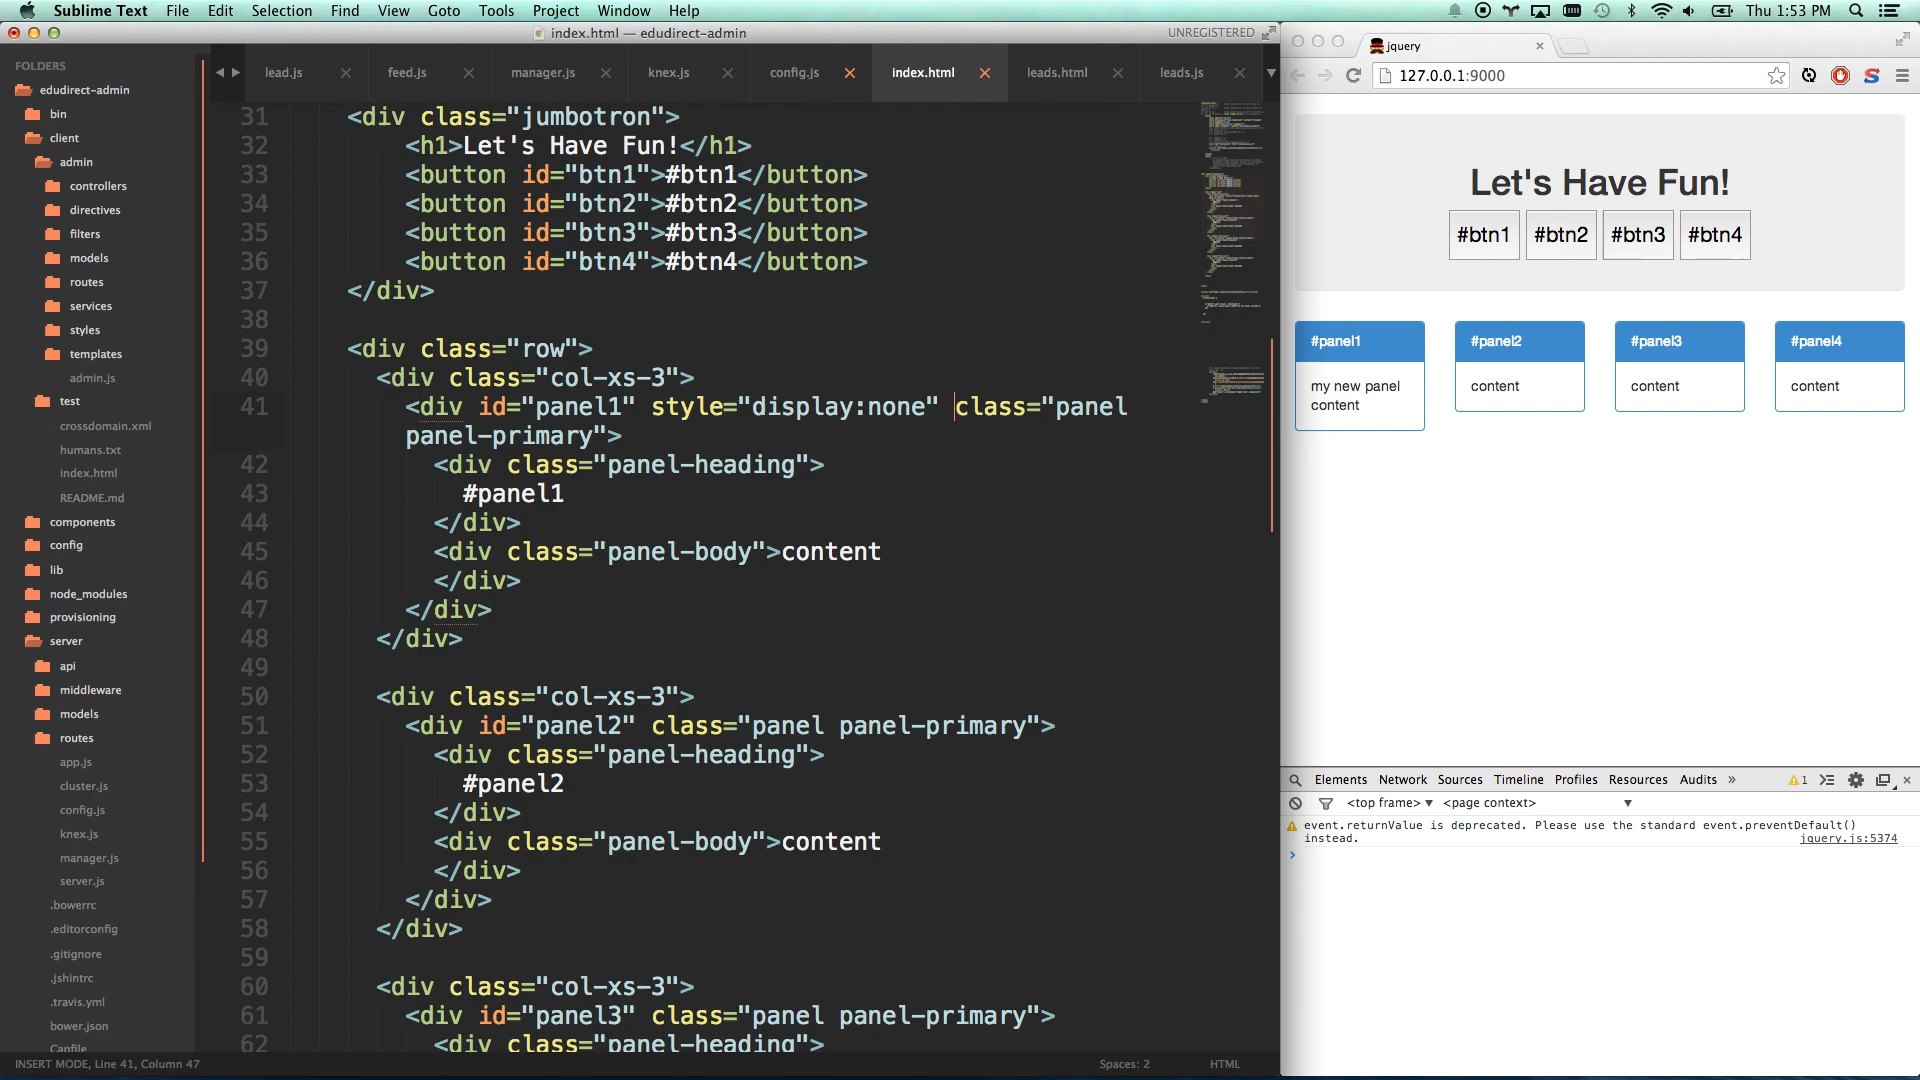 Sublime Text File Edit Selection Find View Goto Tools Project Window Help Thu 1:53 PM
index.html — edudirect-admin UNREGISTERED
FOLDERS
edudirect-admin
bin
client
admin
controllers
directives
filters
models
routes
services
styles
templates
admin.js
test
crossdomain.xml
humans.txt
index.html
README.md
components
config
lib
node_modules
provisioning
server
api
middleware
models
routes
app.js
cluster.js
config.js
knex.js
manager.js
server.js
.bowerrc
.editorconfig
.gitignore
.jshintrc
.travis.yml
bower.json
Capfile
lead.js feed.js manager.js knex.js config.js index.html leads.html leads.js
31 <div class="jumbotron">
32 <h1>Let's Have Fun!</h1>
33 <button id="btn1">#btn1</button>
34 <button id="btn2">#btn2</button>
35 <button id="btn3">#btn3</button>
36 <button id="btn4">#btn4</button>
37 </div>
38
39 <div class="row">
40 <div class="col-xs-3">
41 <div id="panel1" style="display:none" class="panel
panel-primary">
42 <div class="panel-heading">
43 #panel1
44 </div>
45 <div class="panel-body">content
46 </div>
47 </div>
48 </div>
49
50 <div class="col-xs-3">
51 <div id="panel2" class="panel panel-primary">
52 <div class="panel-heading">
53 #panel2
54 </div>
55 <div class="panel-body">content
56 </div>
57 </div>
58 </div>
59
60 <div class="col-xs-3">
61 <div id="panel3" class="panel panel-primary">
62 <div class="panel-heading">
INSERT MODE, Line 41, Column 47 Spaces: 2 HTML
jquery
127.0.0.1:9000
Let's Have Fun!
#btn1 #btn2 #btn3 #btn4
#panel1 #panel2 #panel3 #panel4
my new panel content content content
content
Elements Network Sources Timeline Profiles Resources Audits » 1
<top frame> <page context>
event.returnValue is deprecated. Please use the standard event.preventDefault()
instead. jquery.js:5374